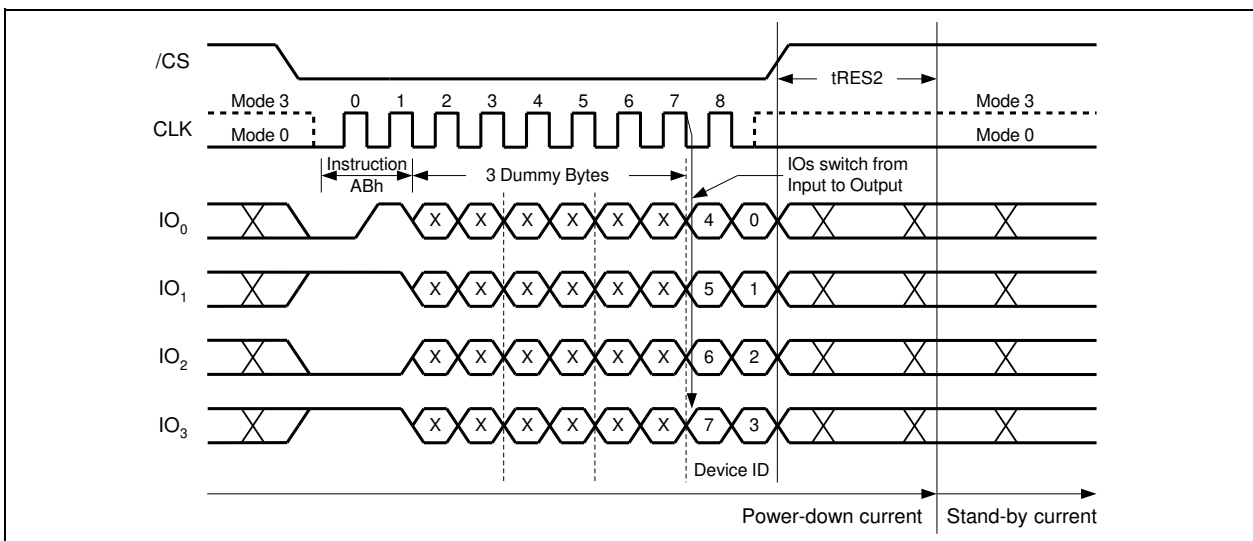 /CS
tRES2
Mode 3 0 1 2 3 4 5 6 7 8 Mode 3
CLK Mode 0 Mode 0
Instruction
ABh
3 Dummy Bytes
IOs switch from
Input to Output
IO0 X X X X X X 4 0
IO1 X X X X X X 5 1
IO2 X X X X X X 6 2
IO3 X X X X X X 7 3
Device ID
Power-down current Stand-by current